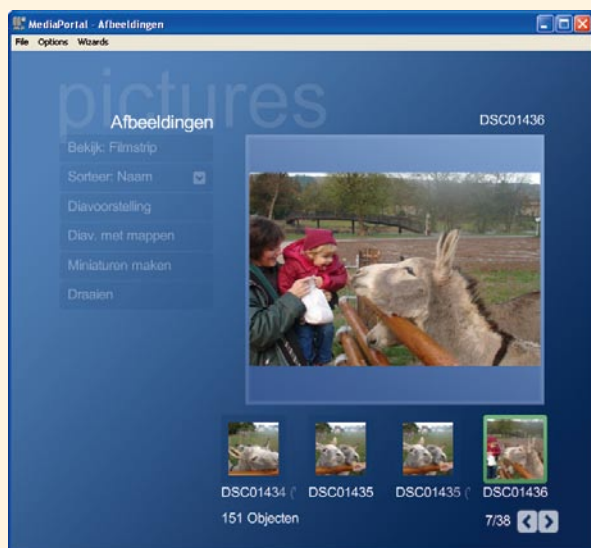 MediaPortal - Afbeeldingen
File Options Wizards
pictures
Afbeeldingen
DSC01436
Bekijk: Filmstrip
Sorteer: Naam
Diavoorstelling
Diav. met mappen
Miniaturen maken
Draaien
DSC01434 ( DSC01435 DSC01435 ( DSC01436
151 Objecten 7/38